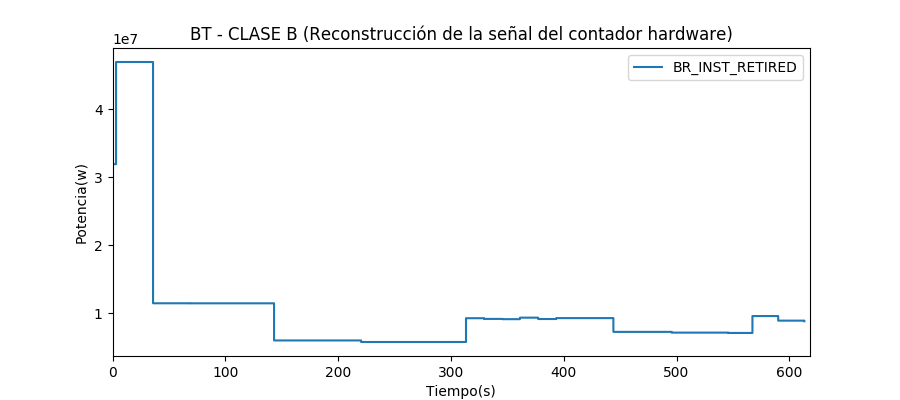 BT - CLASE B (Reconstrucción de la señal del contador hardware)
1e7
BR_INST_RETIRED
4
3
2
1
Potencia(w)
0 100 200 300 400 500 600
Tiempo(s)